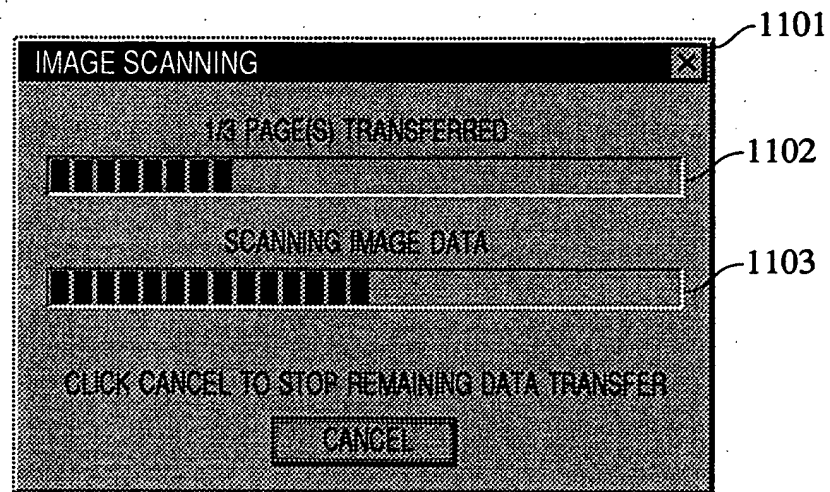 1101
IMAGE SCANNING
1/3 PAGE(S) TRANSFERRED
1102
SCANNING IMAGE DATA
1103
CLICK CANCEL TO STOP REMAINING DATA TRANSFER
CANCEL